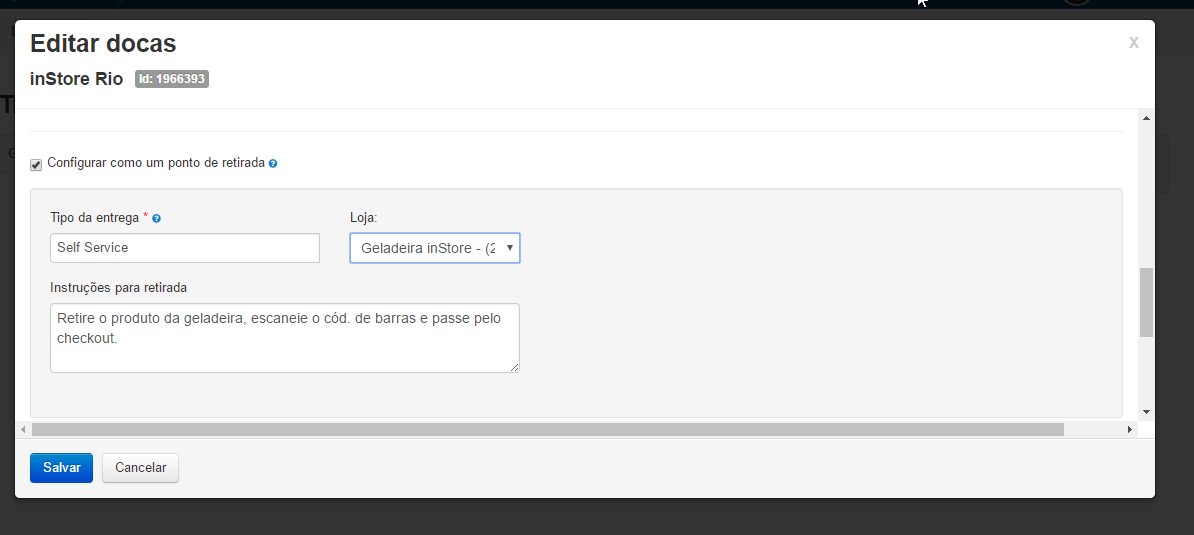 Editar docas
x
inStore Rio Id: 1966393
Configurar como um ponto de retirada ?
Tipo da entrega * ?
Loja:
Self Service
Geladeira inStore - (2
Instruções para retirada
Retire o produto da geladeira, escaneie o cód. de barras e passe pelo
checkout.
Salvar
Cancelar